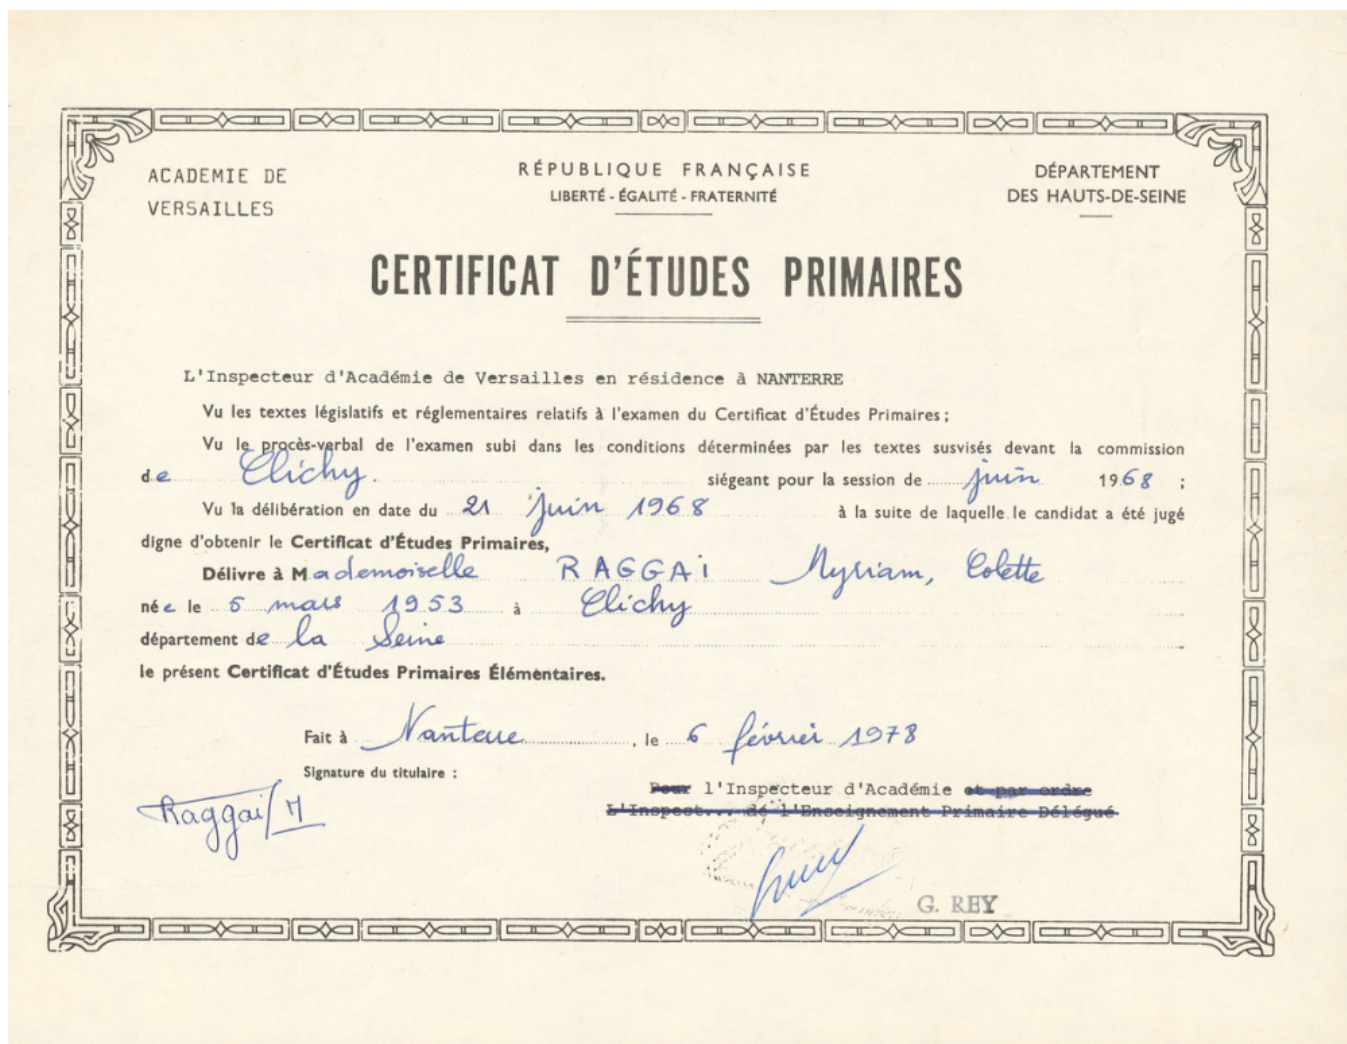 ACADEMIE DE
VERSAILLES
RÉPUBLIQUE FRANÇAISE
LIBERTÉ - ÉGALITÉ - FRATERNITÉ
DÉPARTEMENT
DES HAUTS-DE-SEINE
CERTIFICAT D'ÉTUDES PRIMAIRES
L'Inspecteur d'Académie de Versailles en résidence à NANTERRE
Vu les textes législatifs et réglementaires relatifs à l'examen du Certificat d'Études Primaires ;
Vu le procès-verbal de l'examen subi dans les conditions déterminées par les textes susvisés devant la commission
de Clichy. siégeant pour la session de juin 1968 ;
Vu la délibération en date du 21 juin 1968 à la suite de laquelle le candidat a été jugé
digne d'obtenir le Certificat d'Études Primaires,
Délivre à Mademoiselle RAGGAi Myriam, Colette
née le 5 mars 1953 à Clichy
département de la Seine
le présent Certificat d'Études Primaires Élémentaires.
Fait à Nanterre, le 6 février 1978
Signature du titulaire :
Pour l'Inspecteur d'Académie et par ordre
L'Inspect... de l'Enseignement Primaire Délégué
Raggai M
G. REY